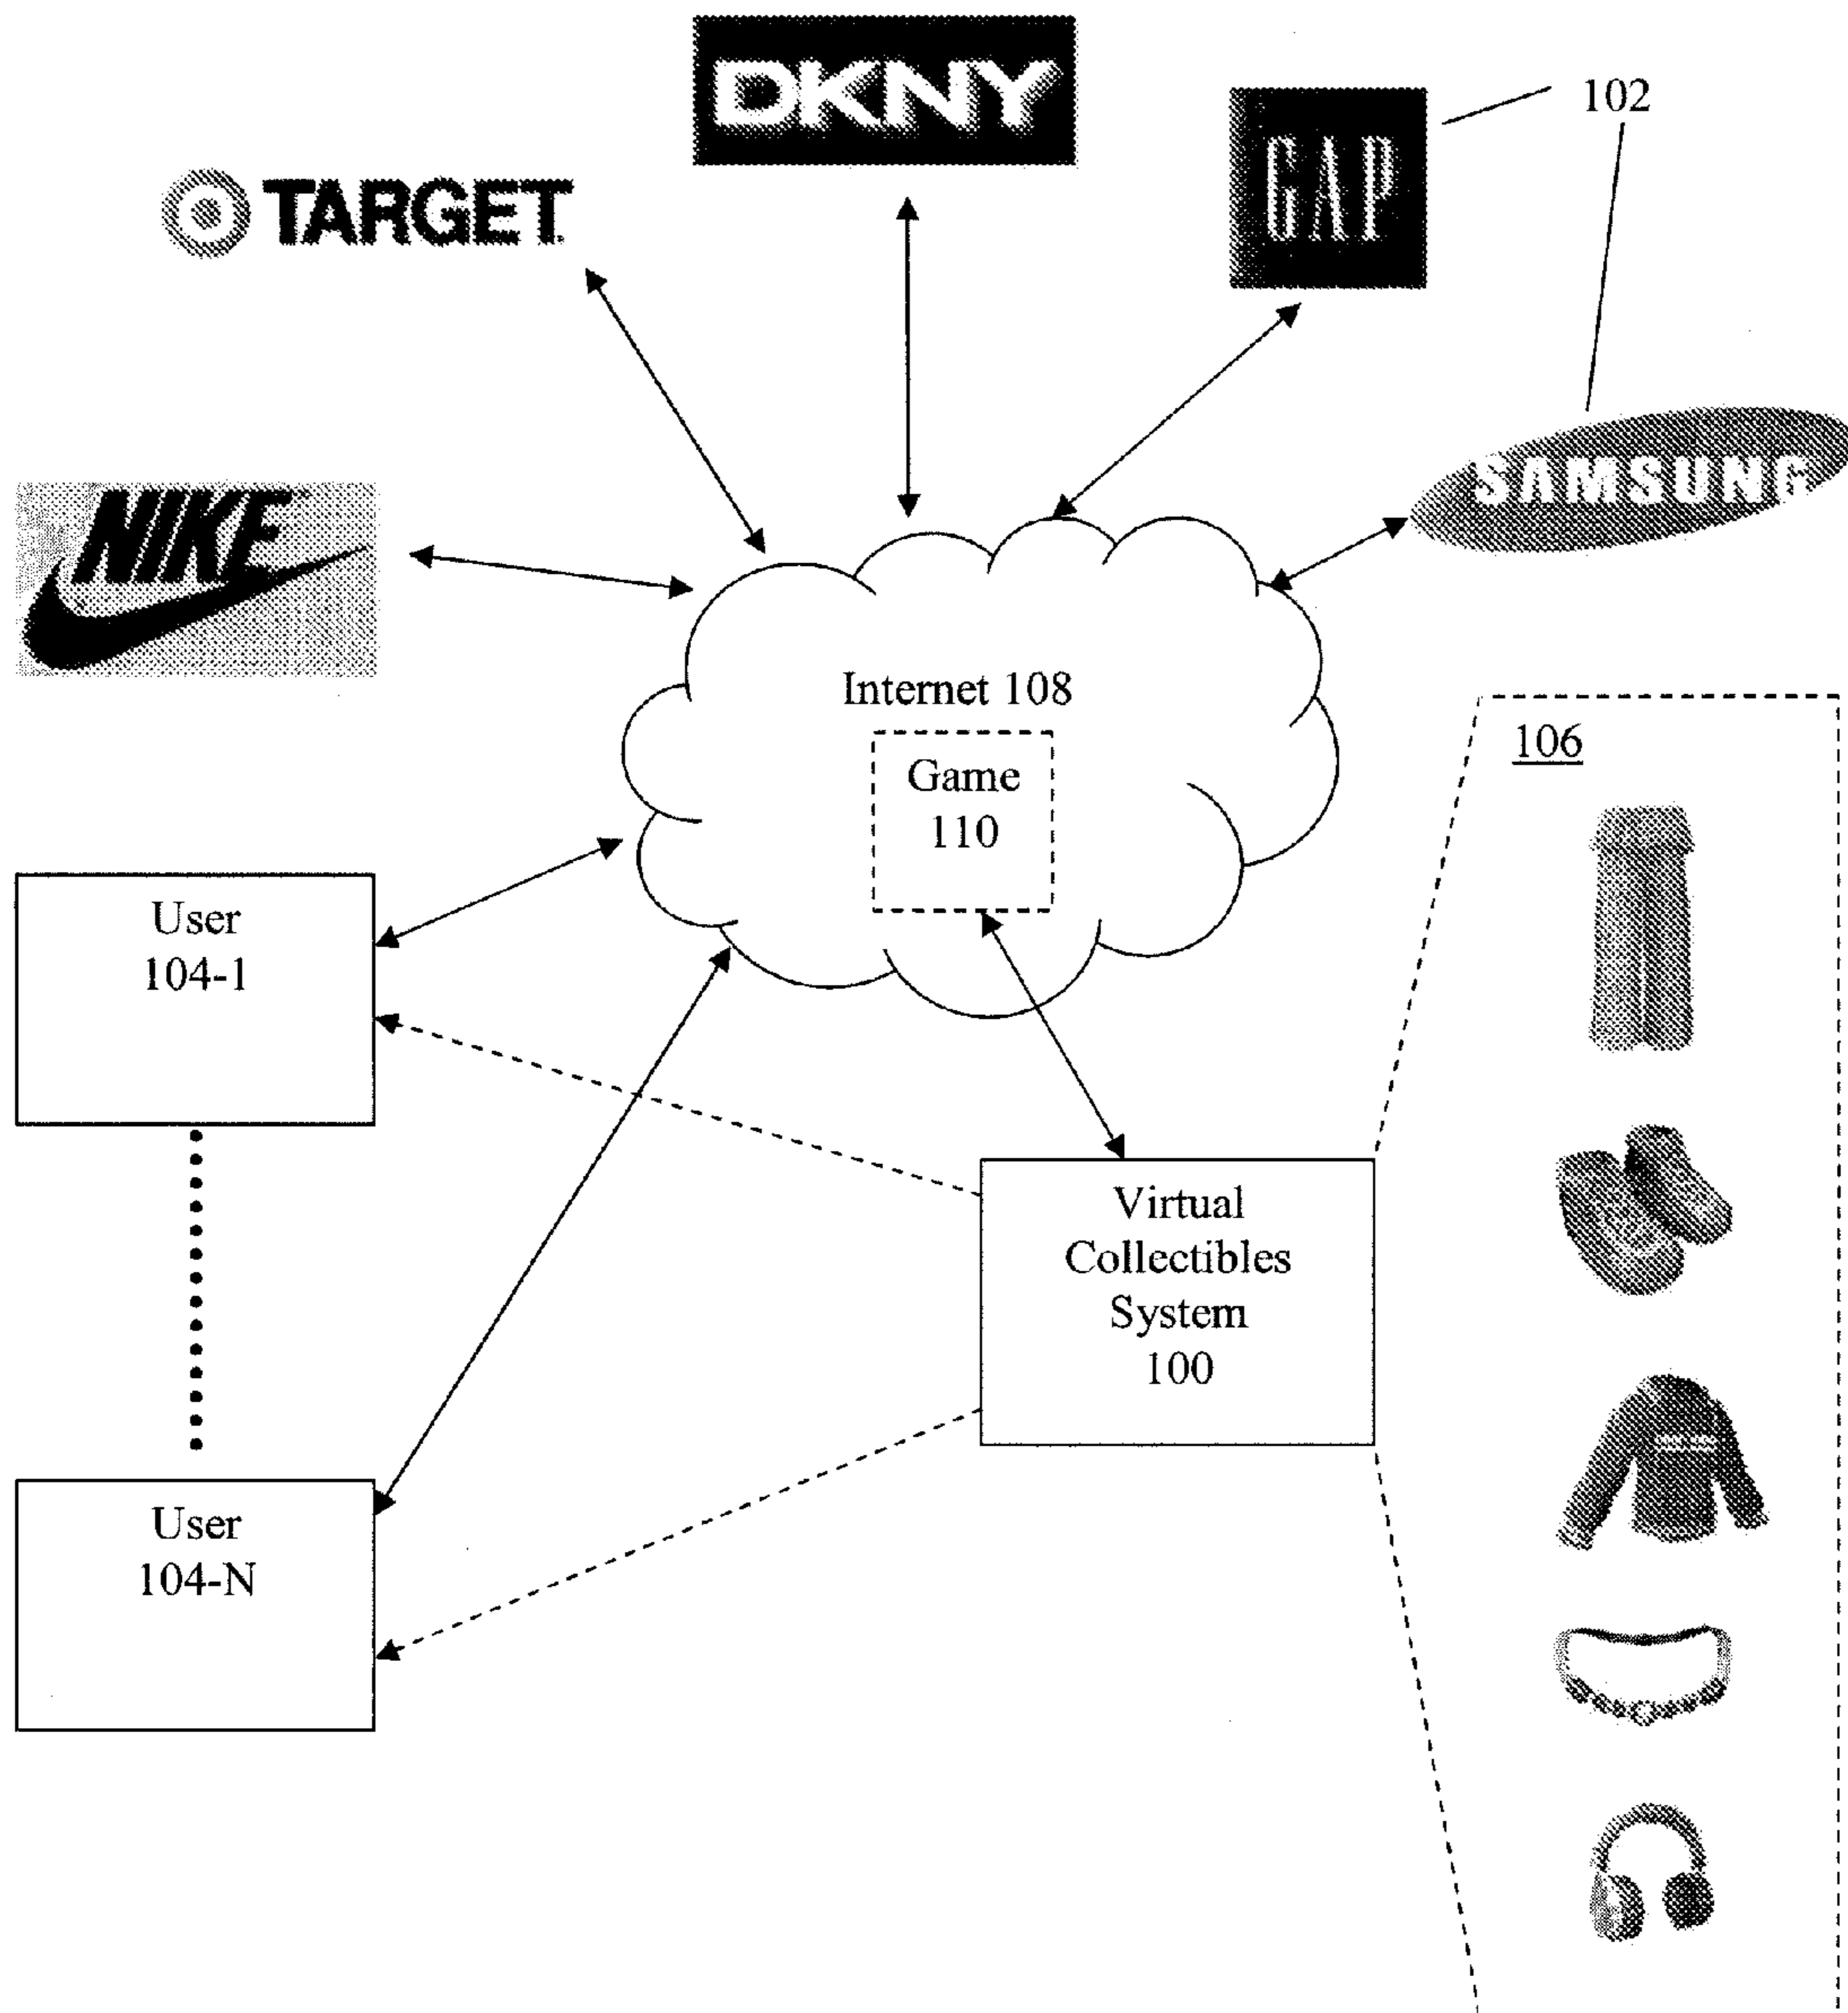 DKNY
GAP
102
TARGET
SAMSUNG
NIKE
Internet 108
Game
110
106
User
104-1
Virtual
Collectibles
System
100
User
104-N